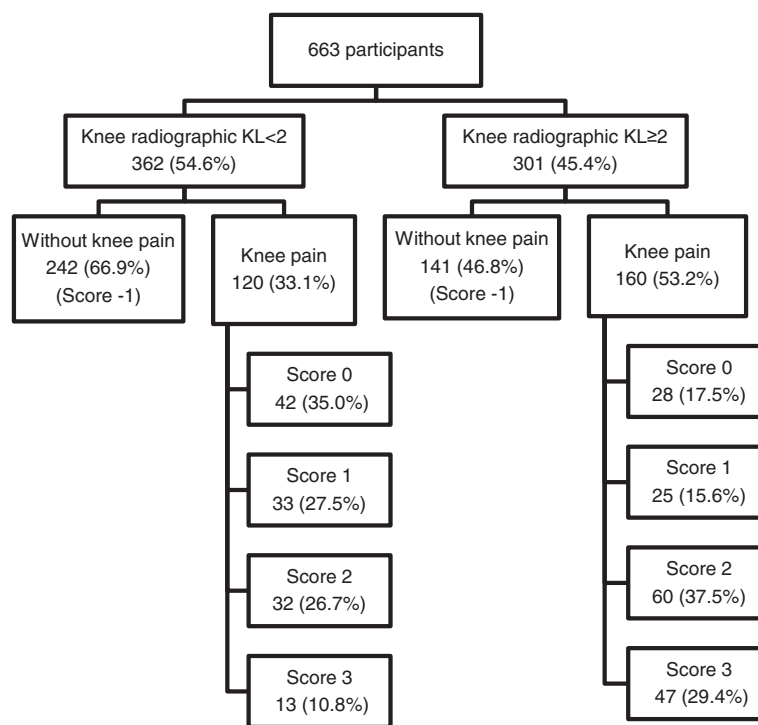 663 participants
Knee radiographic KL<2
362 (54.6%)
Knee radiographic KL≥2
301 (45.4%)
Without knee pain
242 (66.9%)
(Score -1)
Knee pain
120 (33.1%)
Without knee pain
141 (46.8%)
(Score -1)
Knee pain
160 (53.2%)
Score 0
42 (35.0%)
Score 1
33 (27.5%)
Score 2
32 (26.7%)
Score 3
13 (10.8%)
Score 0
28 (17.5%)
Score 1
25 (15.6%)
Score 2
60 (37.5%)
Score 3
47 (29.4%)